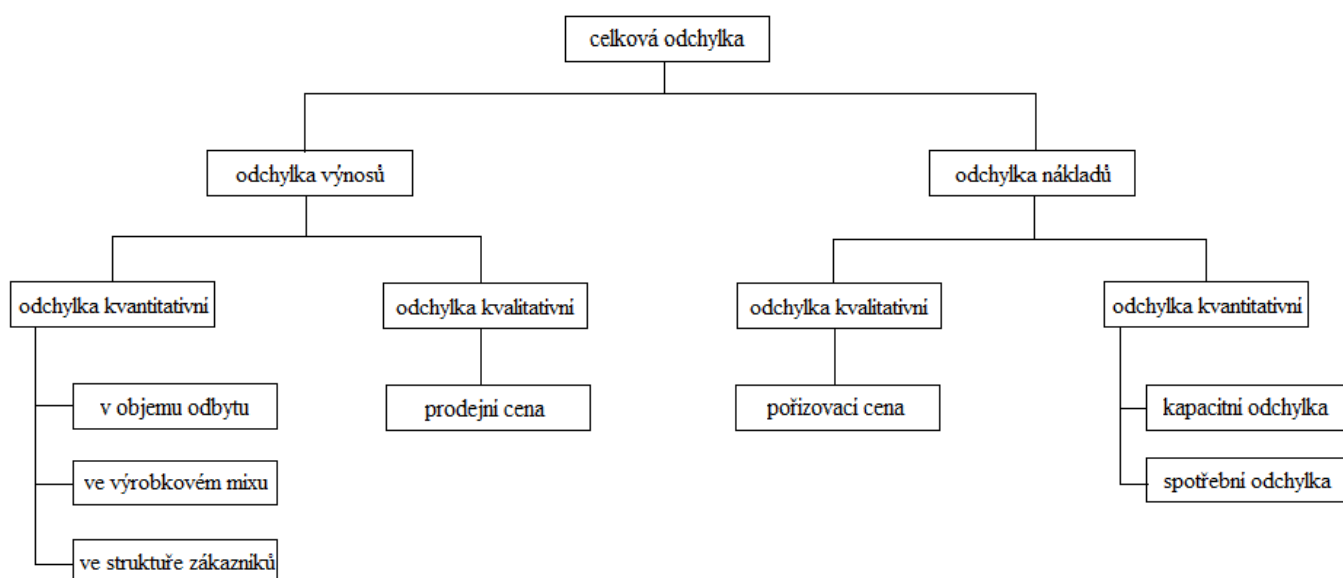 celková odchylka
odchylka výnosů
odchylka nákladů
odchylka kvantitativní
odchylka kvalitativní
odchylka kvalitativní
odchylka kvantitativní
v objemu odbytu
prodejní cena
pořizovací cena
kapacitní odchylka
ve výrobkovém mixu
spotřební odchylka
ve struktuře zákazníků